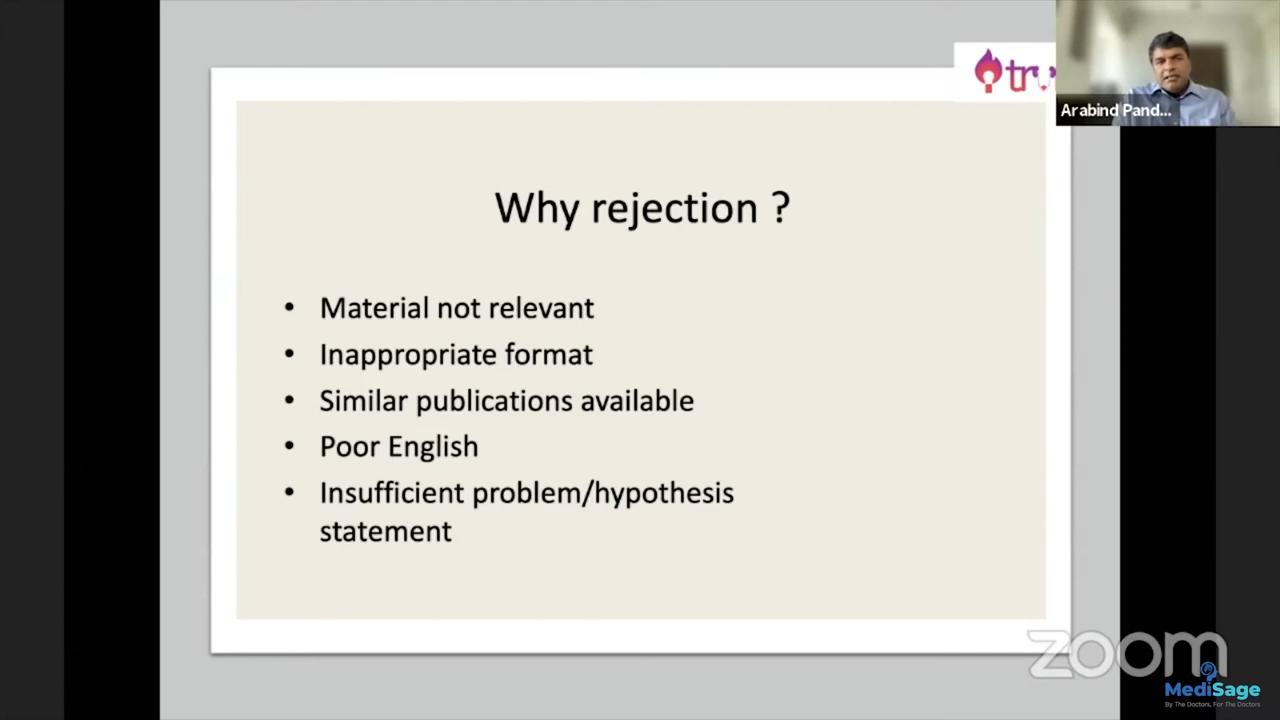 Arabind Pand...
Why rejection ?
• Material not relevant
• Inappropriate format
• Similar publications available
• Poor English
• Insufficient problem/hypothesis
statement
zoom
MediSage
By The Doctors, For The Doctors